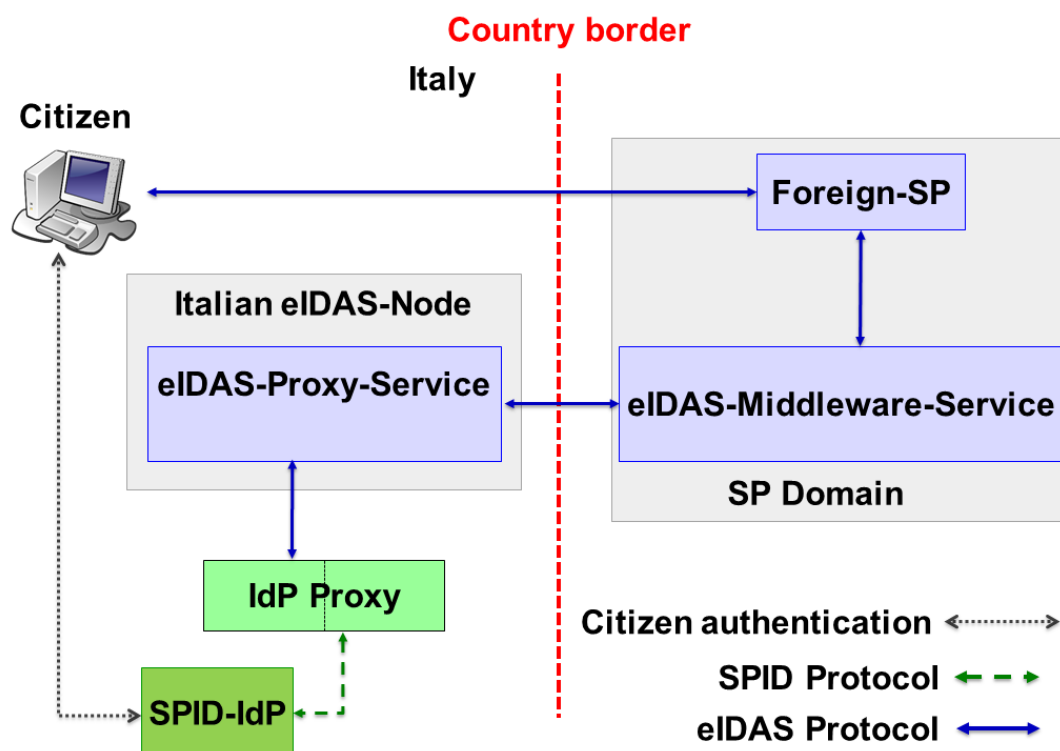 Country border
Italy
Citizen
Foreign-SP
Italian eIDAS-Node
eIDAS-Proxy-Service
eIDAS-Middleware-Service
SP Domain
IdP Proxy
SPID-IdP
Citizen authentication
SPID Protocol
eIDAS Protocol